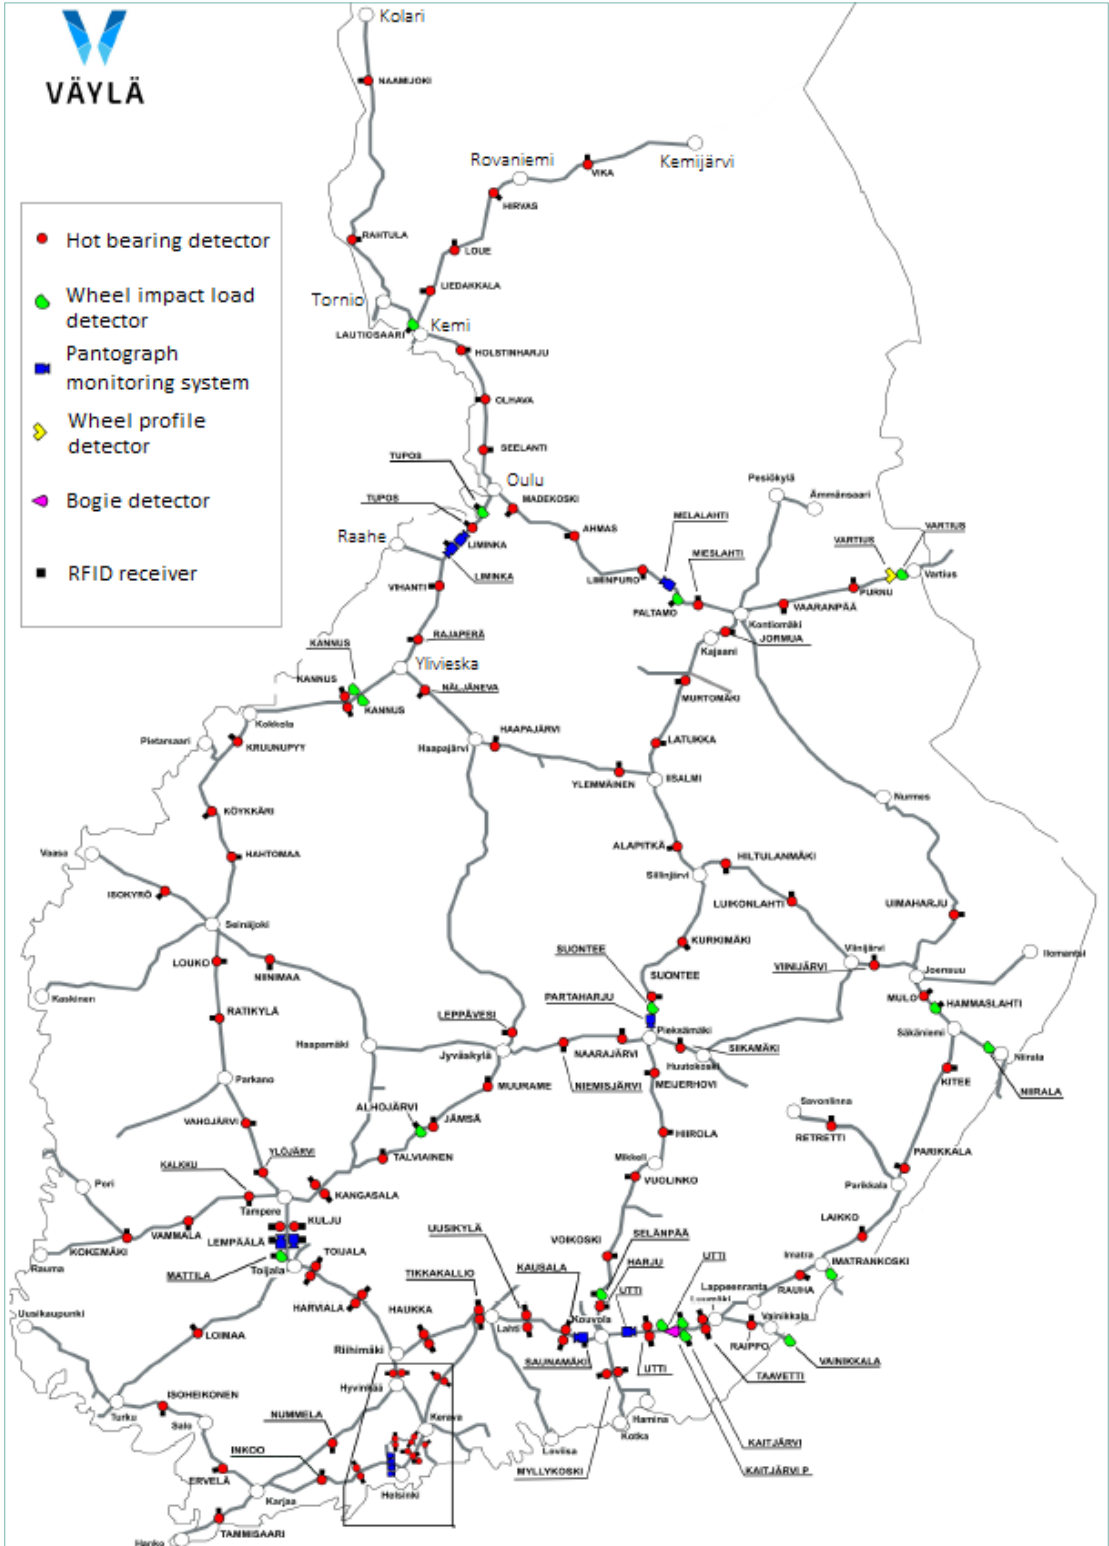 Kolari
VÄYLÄ
NAAMIJOKI
Rovaniemi
Kemijärvi
VIKA
HIRVAS
Hot bearing detector
Wheel impact load
detector
Pantograph
monitoring system
Wheel profile
detector
Bogie detector
RFID receiver
RAHTULA
LOUE
LIEDAKKALA
Tornio
LAUTIOSAARI
Kemi
HOLSTINHARJU
OLHAVA
SEELANTI
TUPOS
Oulu
TUPOS
MADEKOSKI
Pesiökylä
Ämmänsaari
Raahe
LIMINKA
LIMINKA
AHMAS
MELALAHTI
MIESLAHTI
VARTIUS
VARTIUS
Vartius
VIHANTI
LIMINPURO
PALTAMO
PURNU
VAARANPÄÄ
Kontiomäki
RAJAPERÄ
KANNUS
JORMUA
Kajaani
Ylivieska
KANNUS
NÄLJÄNEVA
KANNUS
MURTOMÄKI
Kokkola
Pietarsaari
KRUUNUPYY
Haapajärvi
HAAPAJÄRVI
LATUKKA
YLEMMÄINEN
IISALMI
Nurmes
KÖYKKÄRI
Vaasa
HAHTOMAA
ALAPITKÄ
Siilinjärvi
HILTULANMÄKI
ISOKYRÖ
LUIKONLAHTI
UIMAHARJU
Seinäjoki
KURKIMÄKI
LOUKO
NIINIMAA
SUONTEE
Viinijärvi
Ilomantsi
VIINIJÄRVI
SUONTEE
Joensuu
Kaskinen
RATIKYLÄ
PARTAHARJU
MULO
HAMMASLAHTI
LEPPÄVESI
Pieksämäki
Säkäniemi
Haapamäki
Jyväskylä
NAARAJÄRVI
SIIKAMÄKI
Huutokoski
Niirala
Parkano
MUURAME
NIEMISJÄRVI
MEIJERHOVI
KITEE
NIIRALA
ALHOJÄRVI
JÄMSÄ
Savonlinna
VAHOJÄRVI
RETRETTI
HIIROLA
YLÖJÄRVI
TALVIAINEN
PARIKKALA
KALKKU
Mikkeli
Pori
VUOLINKO
Parikkala
KANGASALA
Tampere
KULJU
LAIKKO
VAMMALA
LEMPÄÄLÄ
UUSIKYLÄ
VOIKOSKI
SELÄNPÄÄ
KOKEMÄKI
TOIJALA
HARJU
UTTI
Imatra
Rauma
MATTILA
Toijala
TIKKAKALLIO
KAUSALA
UTTI
IMATRANKOSKI
Lappeenranta
RAUHA
HARVIALA
HAUKKA
Uusikaupunki
Kouvola
Vainikkala
LOIMAA
Lahti
RAIPPO
Riihimäki
SAUNAMÄKI
UTTI
TAAVETTI
VAINIKKALA
Hyvinkää
ISOHEIKONEN
Turku
Salo
NUMMELA
Kerava
Hamina
Kotka
KAITJÄRVI
Loviisa
INKOO
MYLLYKOSKI
KAITJÄRVI P
ERVELÄ
Helsinki
Karjaa
TAMMISAARI
Hanko